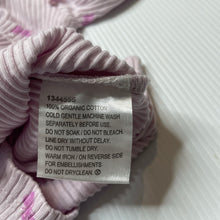 100% ORGANIC COTTON
COLD GENTLE MACHINE WASH
SEPARATELY BEFORE USE.
DO NOT SOAK / DO NOT BLEACH.
LINE DRY WITHOUT DELAY.
DO NOT TUMBLE DRY.
WARM IRON / ON REVERSE SIDE
FOR EMBELLISHMENTS
DO NOT DRYCLEAN.